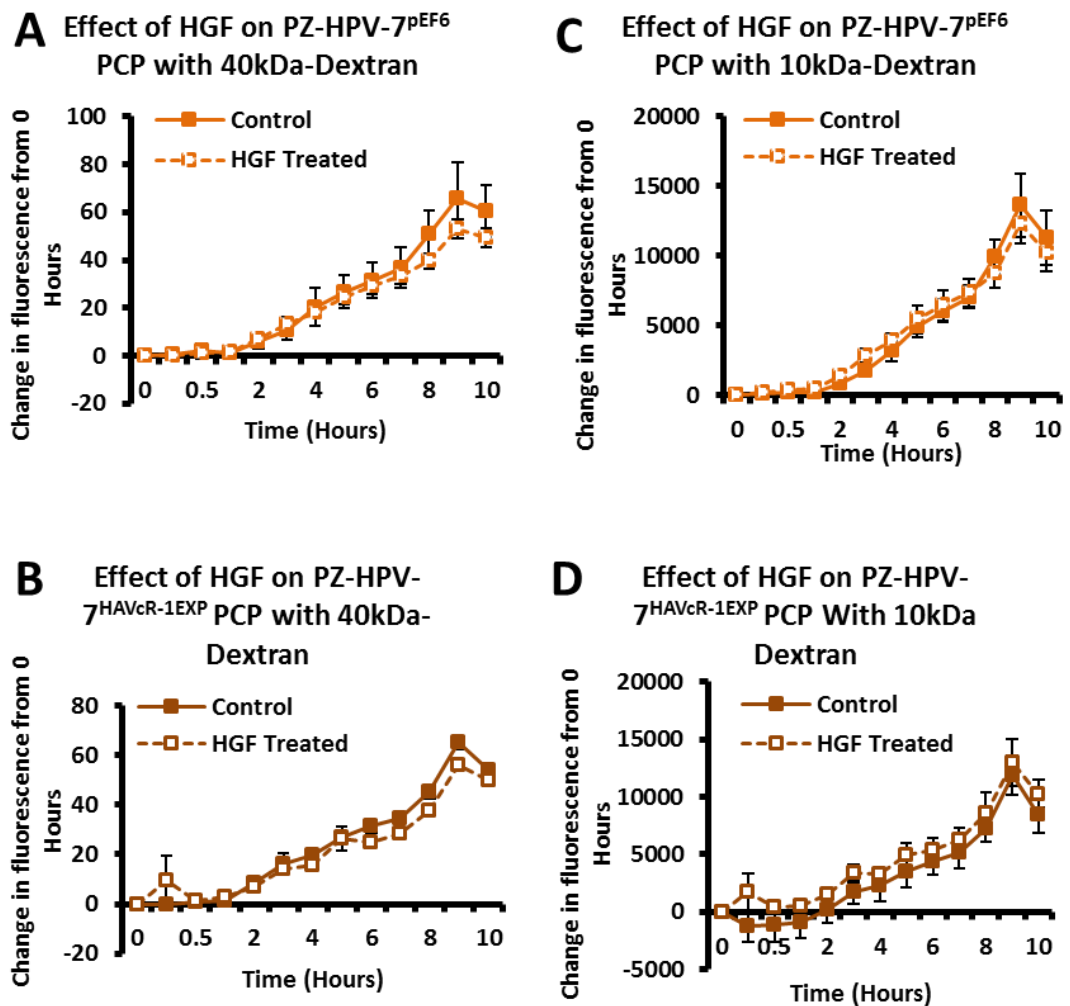 A
Effect of HGF on PZ-HPV-7pEF6
PCP with 40kDa-Dextran
Change in fluorescence from 0
Hours
100
80
60
40
20
0
-20
Control
HGF Treated
0 0.5 2 4 6 8 10
Time (Hours)
C
Effect of HGF on PZ-HPV-7pEF6
PCP with 10kDa-Dextran
Change in fluorescence from 0
Hours
20000
15000
10000
5000
0
Control
HGF Treated
0 0.5 2 4 6 8 10
Time (Hours)
B
Effect of HGF on PZ-HPV-
7HAVcR-1EXP PCP with 40kDa-
Dextran
Change in fluorescence from 0
Hours
80
60
40
20
0
-20
Control
HGF Treated
0 0.5 2 4 6 8 10
Time (Hours)
D
Effect of HGF on PZ-HPV-
7HAVcR-1EXP PCP With 10kDa
Dextran
Change in fluorescence from 0
Hours
20000
15000
10000
5000
0
-5000
Control
HGF Treated
0 0.5 2 4 6 8 10
Time (Hours)